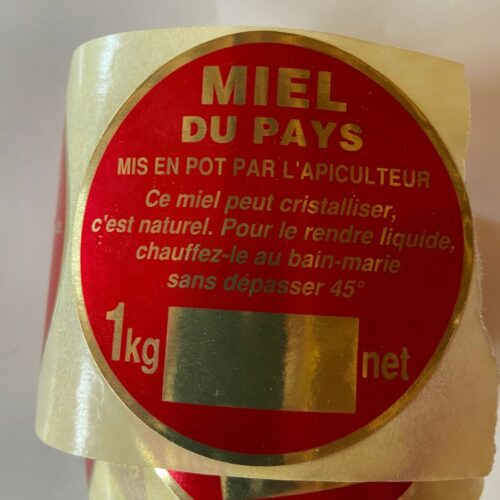 MIEL
DU PAYS
MIS EN POT PAR L'APICULTEUR
Ce miel peut cristalliser,
c'est naturel. Pour le rendre liquide,
chauffez-le au bain-marie
sans dépasser 45°
1kg net